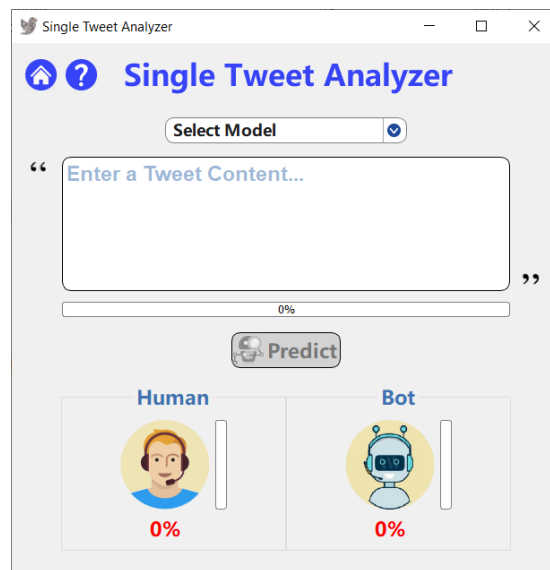 Single Tweet Analyzer
? Single Tweet Analyzer
Select Model
“
Enter a Tweet Content...
”
0%
Predict
Human Bot
0% 0%